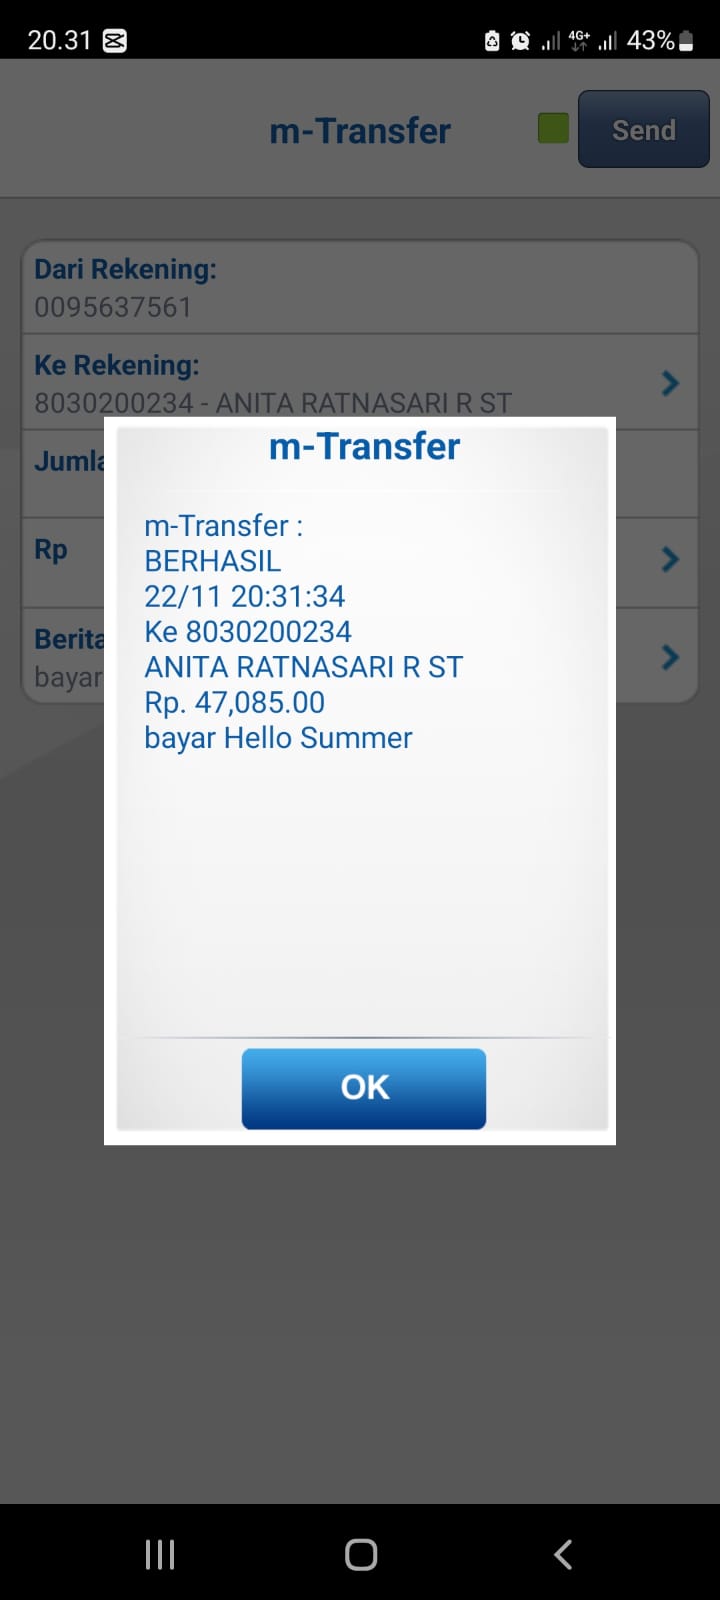 20.31
4G+
43%
m-Transfer
Send
Dari Rekening:
0095637561
Ke Rekening:
8030200234 - ANITA RATNASARI R ST
Jumla
Rp
Berita
bayar
m-Transfer
m-Transfer :
BERHASIL
22/11 20:31:34
Ke 8030200234
ANITA RATNASARI R ST
Rp. 47,085.00
bayar Hello Summer
OK